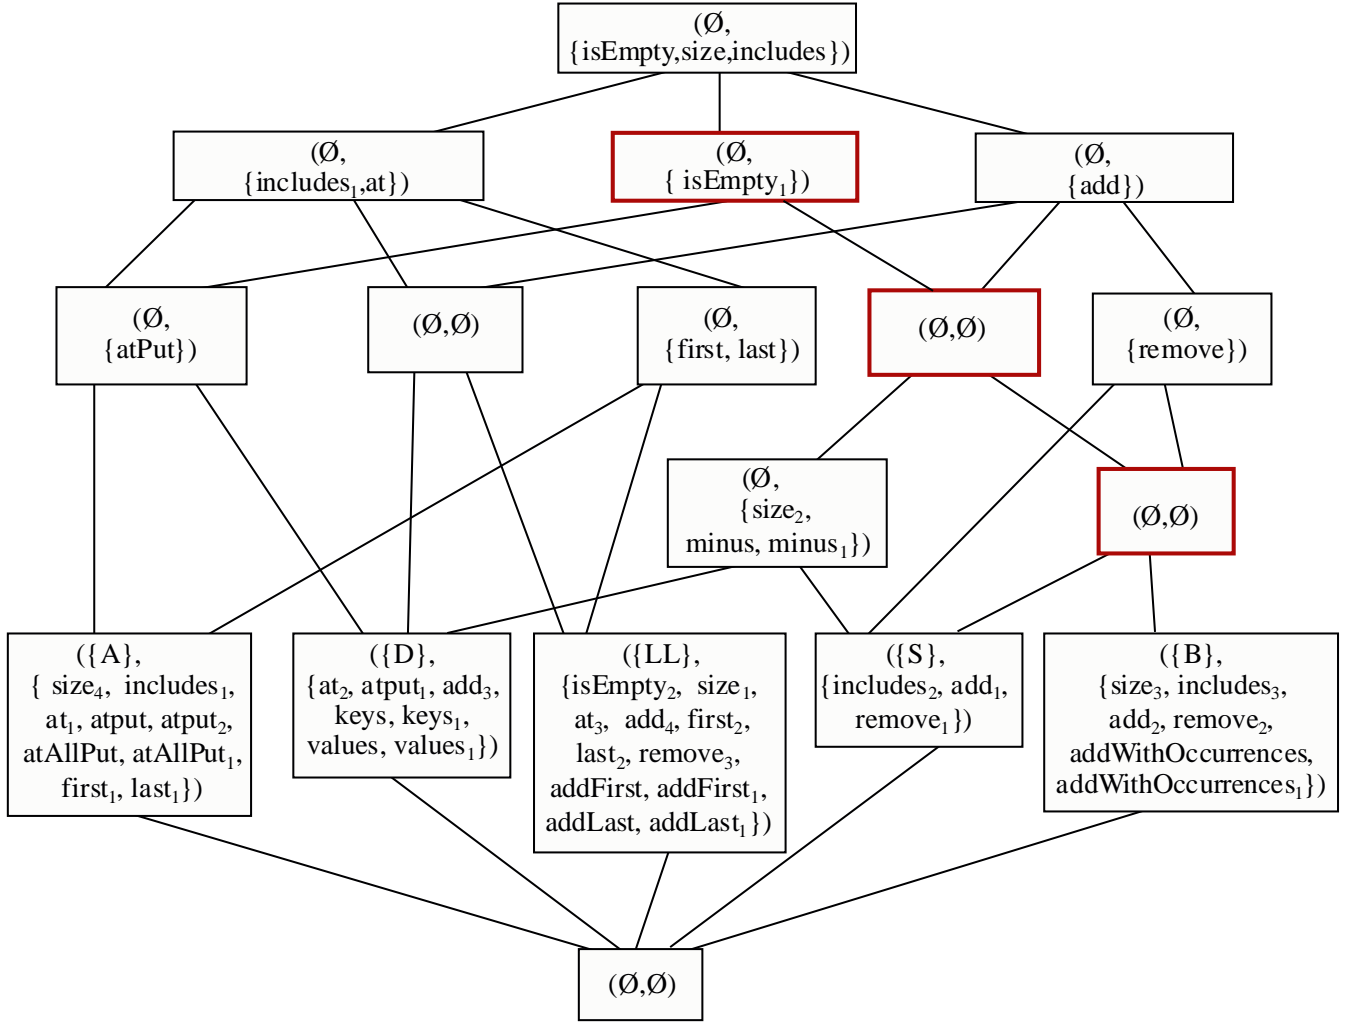 (Ø,
{isEmpty,size,includes})
(Ø,
{includes₁,at})
(Ø,
{ isEmpty₁})
(Ø,
{add})
(Ø,
{atPut})
(Ø,Ø)
(Ø,
{first, last})
(Ø,Ø)
(Ø,
{remove})
(Ø,
{size₂,
minus, minus₁})
(Ø,Ø)
({A},
{ size₄, includes₁,
at₁, atput, atput₂,
atAllPut, atAllPut₁,
first₁, last₁})
({D},
{at₂, atput₁, add₃,
keys, keys₁,
values, values₁})
({LL},
{isEmpty₂, size₁,
at₃, add₄, first₂,
last₂, remove₃,
addFirst, addFirst₁,
addLast, addLast₁})
({S},
{includes₂, add₁,
remove₁})
({B},
{size₃, includes₃,
add₂, remove₂,
addWithOccurrences,
addWithOccurrences₁})
(Ø,Ø)